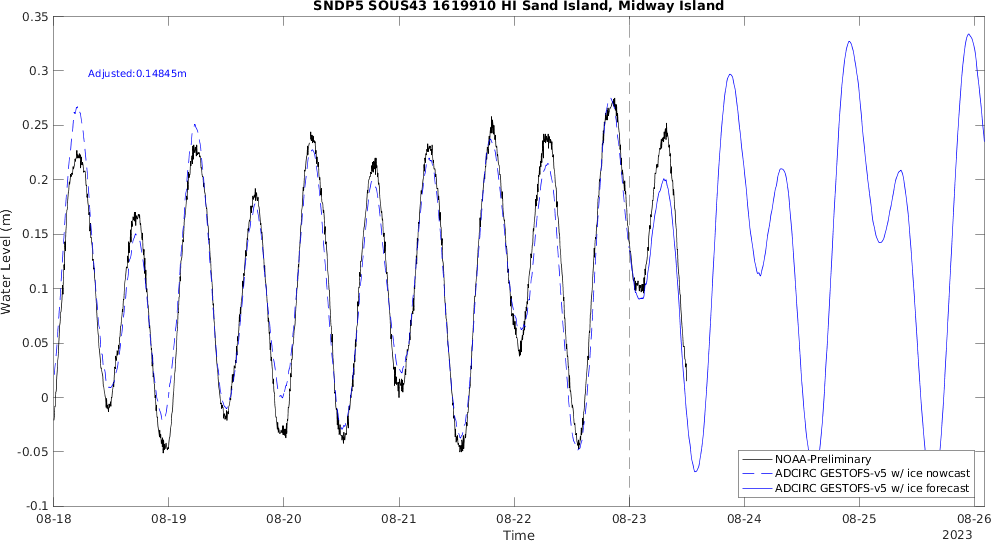 SNDP5 SOUS43 1619910 HI Sand Island, Midway Island
0.35
0.3
0.25
0.2
0.15
0.1
0.05
0
-0.05
-0.1
Water Level (m)
Adjusted:0.14845m
NOAA-Preliminary
ADCIRC GESTOFS-v5 w/ ice nowcast
ADCIRC GESTOFS-v5 w/ ice forecast
08-18 08-19 08-20 08-21 08-22 08-23 08-24 08-25 08-26
Time
2023